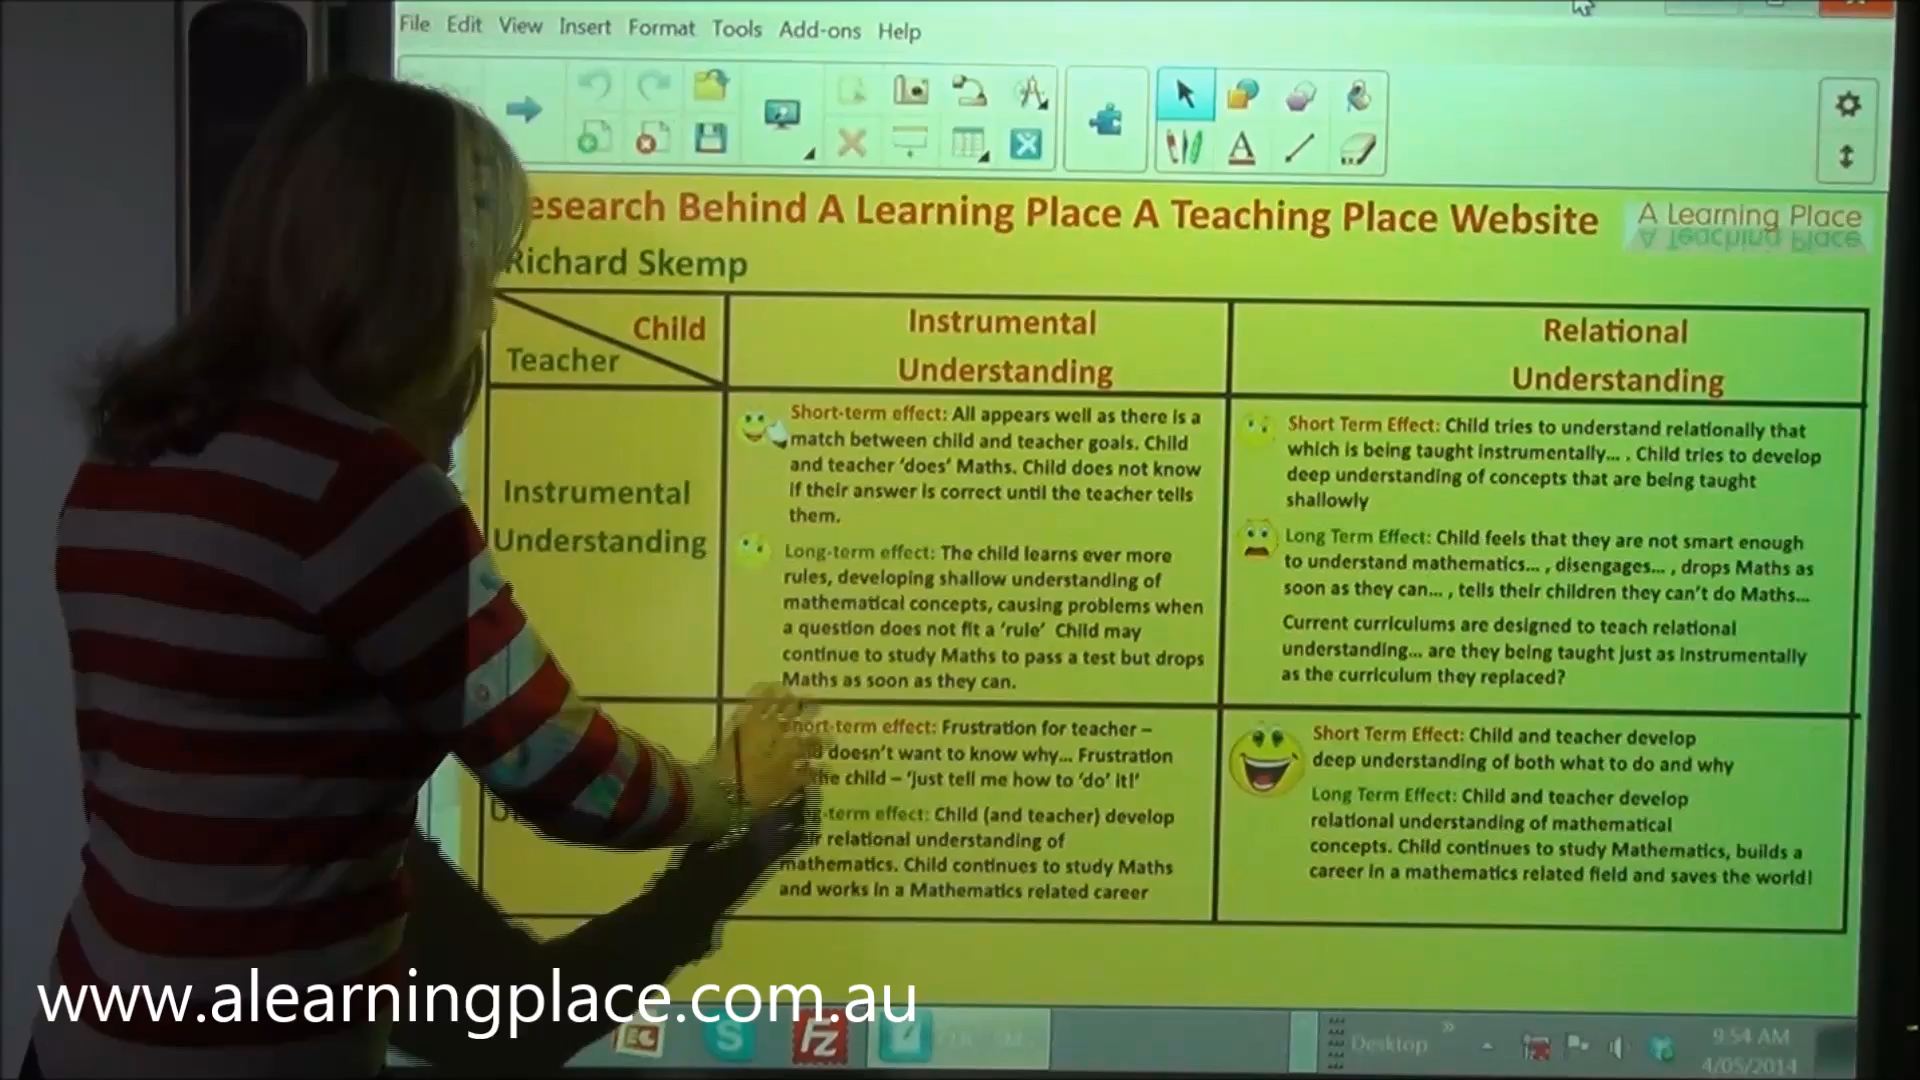 File Edit View Insert Format Tools Add-ons Help
esearch Behind A Learning Place A Teaching Place Website
A Learning Place
A Teaching Place
Richard Skemp
Child
Teacher
Instrumental
Understanding
Relational
Understanding
Instrumental
Understanding
Short-term effect: All appears well as there is a
match between child and teacher goals. Child
and teacher ‘does’ Maths. Child does not know
if their answer is correct until the teacher tells
them.
Long-term effect: The child learns ever more
rules, developing shallow understanding of
mathematical concepts, causing problems when
a question does not fit a ‘rule’ Child may
continue to study Maths to pass a test but drops
Maths as soon as they can.
Short Term Effect: Child tries to understand relationally that
which is being taught instrumentally... . Child tries to develop
deep understanding of concepts that are being taught
shallowly
Long Term Effect: Child feels that they are not smart enough
to understand mathematics... , disengages... , drops Maths as
soon as they can... , tells their children they can’t do Maths...
Current curriculums are designed to teach relational
understanding... are they being taught just as instrumentally
as the curriculum they replaced?
Short-term effect: Frustration for teacher –
doesn’t want to know why... Frustration
the child – ‘just tell me how to ‘do’ it!’
-term effect: Child (and teacher) develop
relational understanding of
mathematics. Child continues to study Maths
and works in a Mathematics related career
Short Term Effect: Child and teacher develop
deep understanding of both what to do and why
Long Term Effect: Child and teacher develop
relational understanding of mathematical
concepts. Child continues to study Mathematics, builds a
career in a mathematics related field and saves the world!
www.alearningplace.com.au
Desktop
9:54 AM
4/05/2014